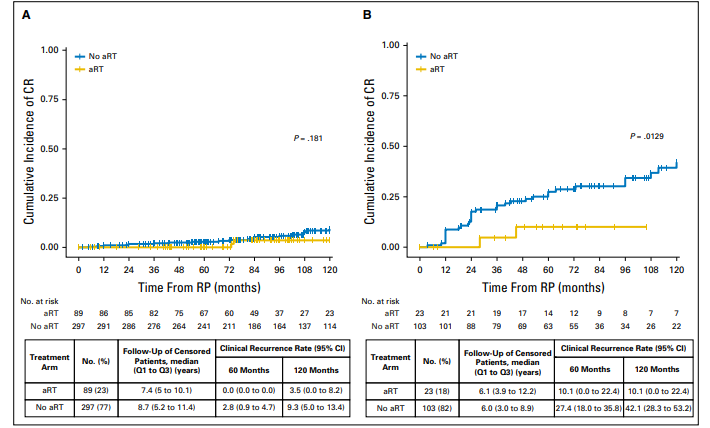 A
Cumulative Incidence of CR
1.00
0.75
0.50
0.25
0.00
No aRT
aRT
P = .181
0 12 24 36 48 60 72 84 96 108 120
Time From RP (months)
No. at risk
aRT 89 86 85 82 75 67 60 49 37 27 23
No aRT 297 291 286 276 264 241 211 186 164 137 114
Treatment Arm No. (%) Follow-Up of Censored Patients, median (Q1 to Q3) (years) Clinical Recurrence Rate (95% CI)
60 Months 120 Months
aRT 89 (23) 7.4 (5 to 10.1) 0.0 (0.0 to 0.0) 3.5 (0.0 to 8.2)
No aRT 297 (77) 8.7 (5.2 to 11.4) 2.8 (0.9 to 4.7) 9.3 (5.0 to 13.4)
B
Cumulative Incidence of CR
1.00
0.75
0.50
0.25
0.00
No aRT
aRT
P = .0129
0 12 24 36 48 60 72 84 96 108 120
Time From RP (months)
No. at risk
aRT 23 21 21 19 17 14 12 9 8 7 7
No aRT 103 101 88 79 69 63 55 36 34 26 22
Treatment Arm No. (%) Follow-Up of Censored Patients, median (Q1 to Q3) (years) Clinical Recurrence Rate (95% CI)
60 Months 120 Months
aRT 23 (18) 6.1 (3.9 to 12.2) 10.1 (0.0 to 22.4) 10.1 (0.0 to 22.4)
No aRT 103 (82) 6.0 (3.0 to 8.9) 27.4 (18.0 to 35.8) 42.1 (28.3 to 53.2)